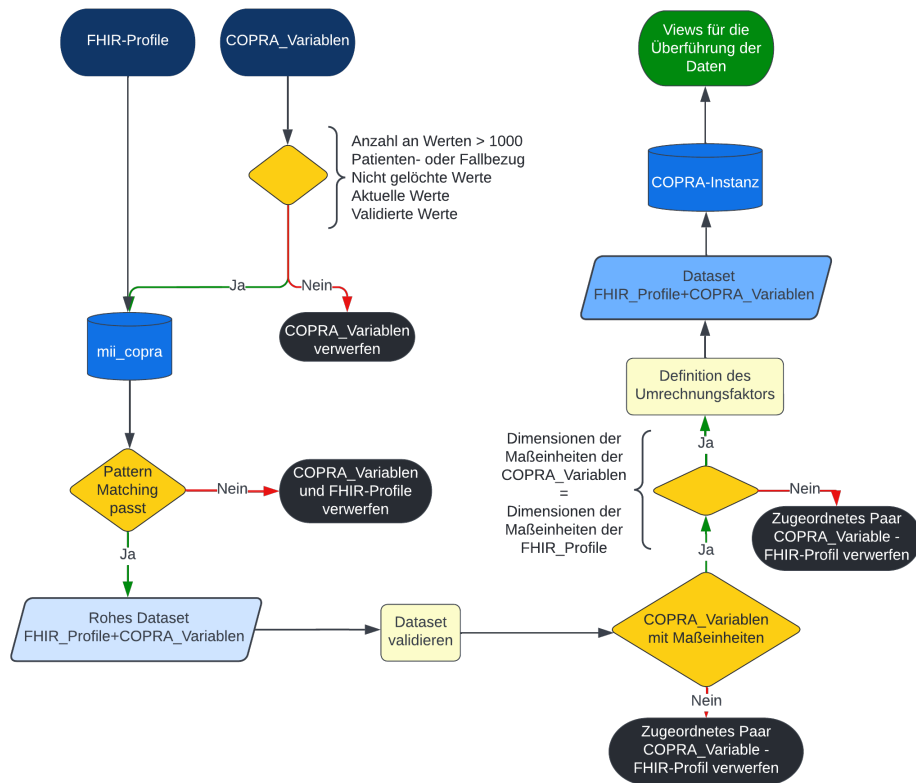 FHIR-Profile
COPRA_Variablen
Anzahl an Werten > 1000
Patienten- oder Fallbezug
Nicht gelöchte Werte
Aktuelle Werte
Validierte Werte
Ja
Nein
COPRA_Variablen
verwerfen
mii_copra
Pattern
Matching
passt
Nein
COPRA_Variablen
und FHIR-Profile
verwerfen
Ja
Rohes Dataset
FHIR_Profile+COPRA_Variablen
Dataset
validieren
COPRA_Variablen
mit Maßeinheiten
Nein
Zugeordnetes Paar
COPRA_Variable -
FHIR-Profil verwerfen
Ja
Dimensionen der
Maßeinheiten der
COPRA_Variablen
=
Dimensionen der
Maßeinheiten der
FHIR_Profile
Nein
Zugeordnetes Paar
COPRA_Variable -
FHIR-Profil verwerfen
Ja
Definition des
Umrechnungsfaktors
Dataset
FHIR_Profile+COPRA_Variablen
COPRA-Instanz
Views für die
Überführung der
Daten